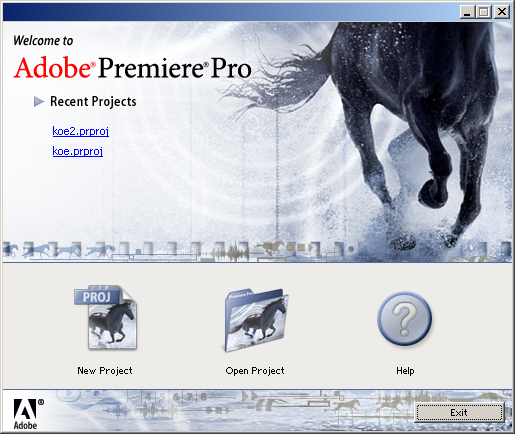 Welcome to
Adobe® Premiere® Pro
Recent Projects
koe2.prproj
koe.prproj
PROJ
Premiere Pro
New Project
Open Project
?
Help
Adobe®
Exit